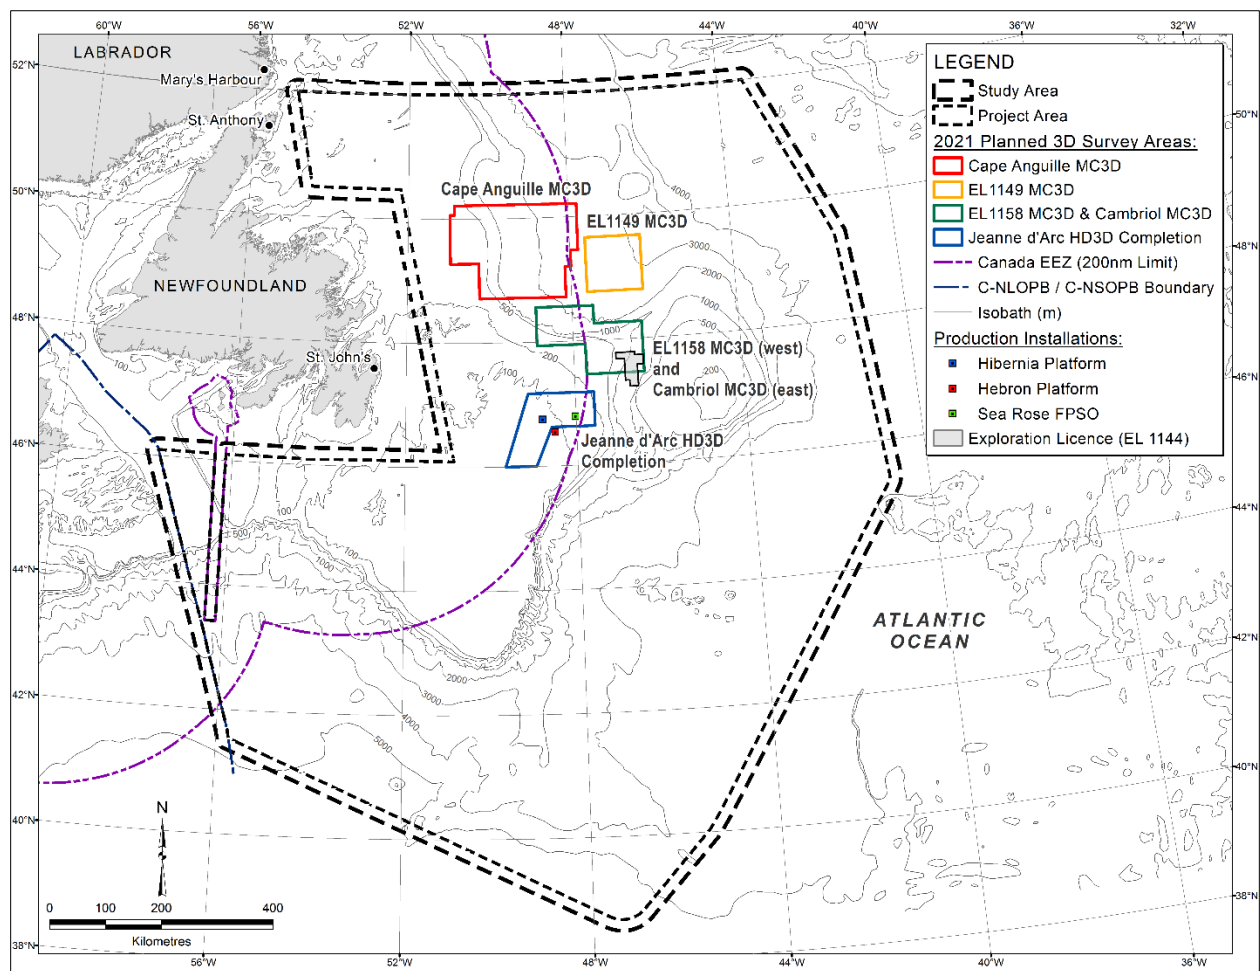 60°W 56°W 52°W 48°W 44°W 40°W 36°W 32°W
52°N
50°N
48°N
46°N
44°N
42°N
40°N
38°N
LABRADOR
Mary's Harbour
St. Anthony
NEWFOUNDLAND
St. John's
Cape Anguille MC3D
EL1149 MC3D
EL1158 MC3D (west)
and
Cambriol MC3D (east)
Jeanne d'Arc HD3D
Completion
4000
3000
2000
1000
500
200
500
1000
200
100
100
100
500
1000
100
200
2000
3000
4000
5000
ATLANTIC
OCEAN
LEGEND
Study Area
Project Area
2021 Planned 3D Survey Areas:
Cape Anguille MC3D
EL1149 MC3D
EL1158 MC3D & Cambriol MC3D
Jeanne d'Arc HD3D Completion
Canada EEZ (200nm Limit)
C-NLOPB / C-NSOPB Boundary
Isobath (m)
Production Installations:
Hibernia Platform
Hebron Platform
Sea Rose FPSO
Exploration Licence (EL 1144)
50°N
48°N
46°N
44°N
42°N
40°N
38°N
N
0 100 200 400
Kilometres
56°W 52°W 48°W 44°W 40°W 36°W